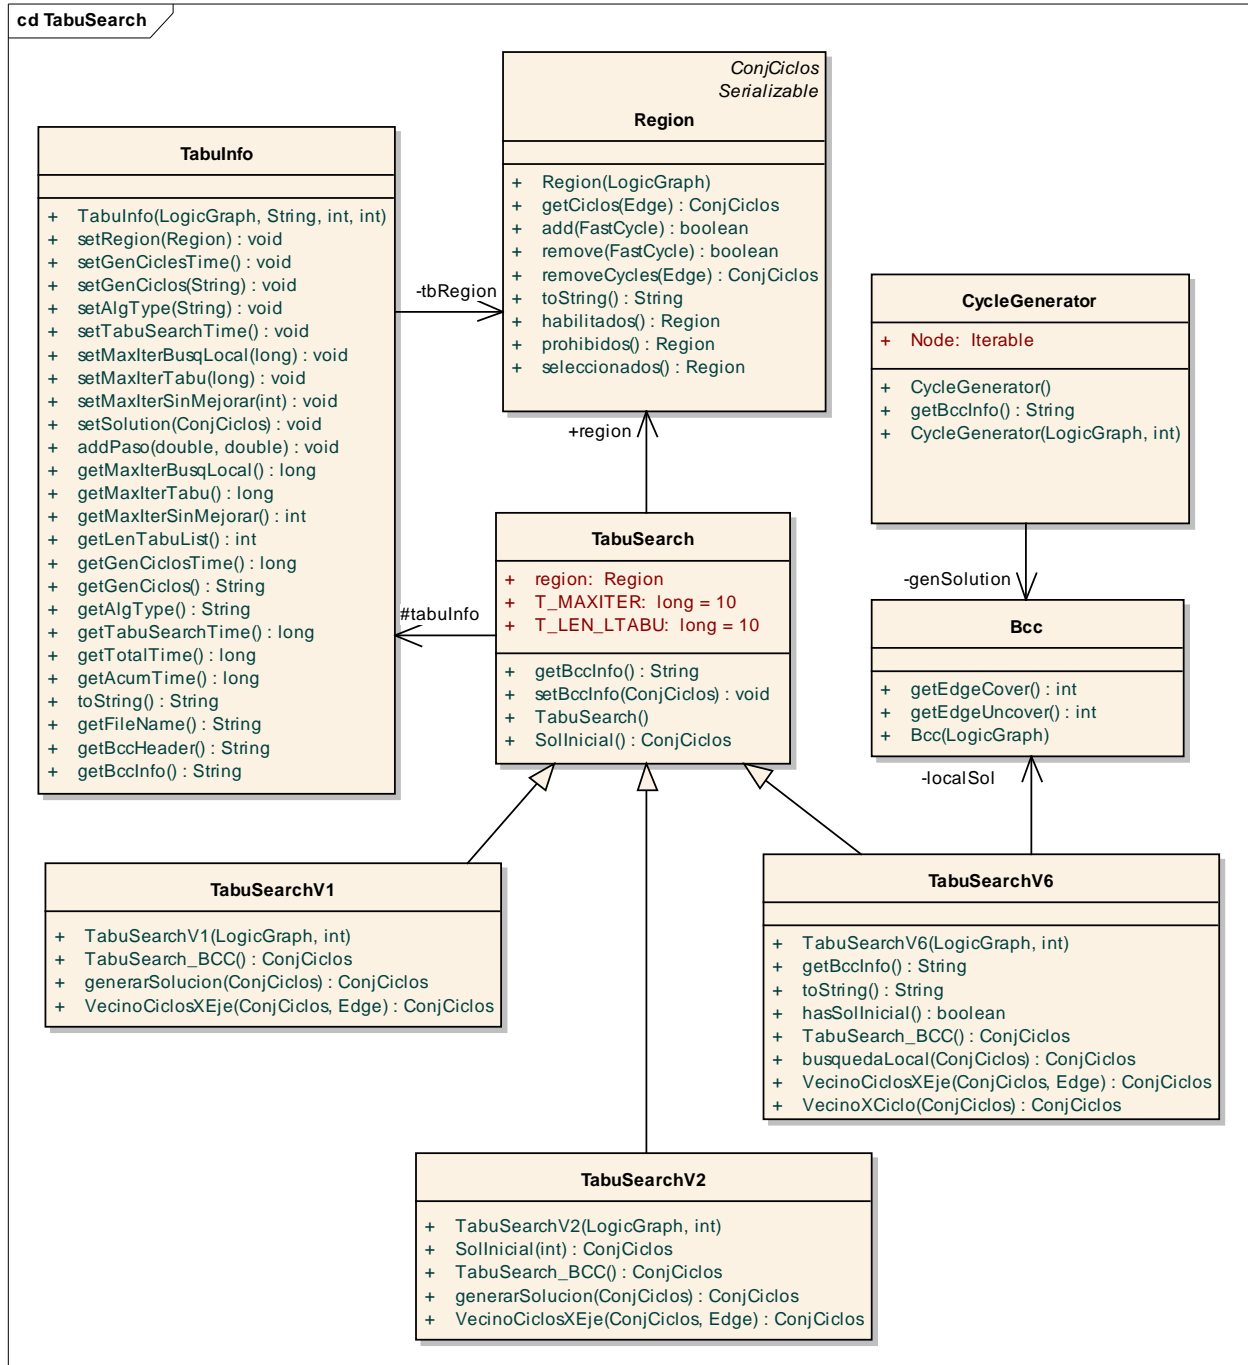 cd TabuSearch
ConjCiclos
Serializable
Region
+ Region(LogicGraph)
+ getCiclos(Edge) : ConjCiclos
+ add(FastCycle) : boolean
+ remove(FastCycle) : boolean
+ removeCycles(Edge) : ConjCiclos
+ toString() : String
+ habilitados() : Region
+ prohibidos() : Region
+ seleccionados() : Region
TabuInfo
+ TabuInfo(LogicGraph, String, int, int)
+ setRegion(Region) : void
+ setGenCiclesTime() : void
+ setGenCiclos(String) : void
+ setAlgType(String) : void
+ setTabuSearchTime() : void
+ setMaxIterBusqLocal(long) : void
+ setMaxIterTabu(long) : void
+ setMaxIterSinMejorar(int) : void
+ setSolution(ConjCiclos) : void
+ addPaso(double, double) : void
+ getMaxIterBusqLocal() : long
+ getMaxIterTabu() : long
+ getMaxIterSinMejorar() : int
+ getLenTabuList() : int
+ getGenCiclosTime() : long
+ getGenCiclos() : String
+ getAlgType() : String
+ getTabuSearchTime() : long
+ getTotalTime() : long
+ getAcumTime() : long
+ toString() : String
+ getFileName() : String
+ getBccHeader() : String
+ getBccInfo() : String
-tbRegion
CycleGenerator
+ Node: Iterable
+ CycleGenerator()
+ getBccInfo() : String
+ CycleGenerator(LogicGraph, int)
+region
TabuSearch
+ region: Region
+ T_MAXITER: long = 10
+ T_LEN_LTABU: long = 10
+ getBccInfo() : String
+ setBccInfo(ConjCiclos) : void
+ TabuSearch()
+ SolInicial() : ConjCiclos
#tabuInfo
-genSolution
Bcc
+ getEdgeCover() : int
+ getEdgeUncover() : int
+ Bcc(LogicGraph)
-localSol
TabuSearchV1
+ TabuSearchV1(LogicGraph, int)
+ TabuSearch_BCC() : ConjCiclos
+ generarSolucion(ConjCiclos) : ConjCiclos
+ VecinoCiclosXEje(ConjCiclos, Edge) : ConjCiclos
TabuSearchV6
+ TabuSearchV6(LogicGraph, int)
+ getBccInfo() : String
+ toString() : String
+ hasSolInicial() : boolean
+ TabuSearch_BCC() : ConjCiclos
+ busquedaLocal(ConjCiclos) : ConjCiclos
+ VecinoCiclosXEje(ConjCiclos, Edge) : ConjCiclos
+ VecinoXCiclo(ConjCiclos) : ConjCiclos
TabuSearchV2
+ TabuSearchV2(LogicGraph, int)
+ SolInicial(int) : ConjCiclos
+ TabuSearch_BCC() : ConjCiclos
+ generarSolucion(ConjCiclos) : ConjCiclos
+ VecinoCiclosXEje(ConjCiclos, Edge) : ConjCiclos